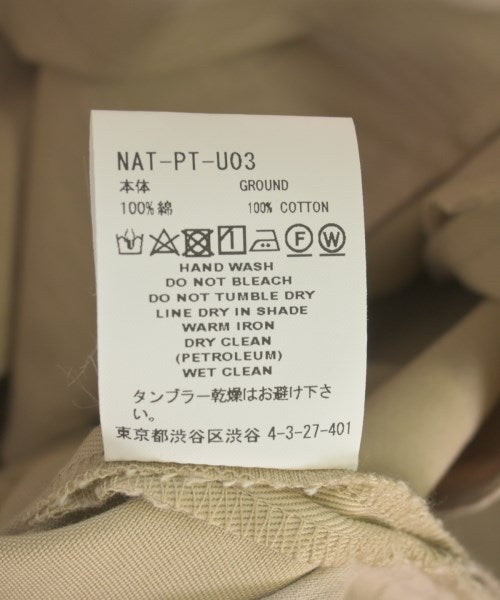 NAT-PT-U03
本体 GROUND
100%綿 100% COTTON
F W
HAND WASH
DO NOT BLEACH
DO NOT TUMBLE DRY
LINE DRY IN SHADE
WARM IRON
DRY CLEAN
(PETROLEUM)
WET CLEAN
タンブラー乾燥はお避け下さ
い。
東京都渋谷区渋谷 4-3-27-401